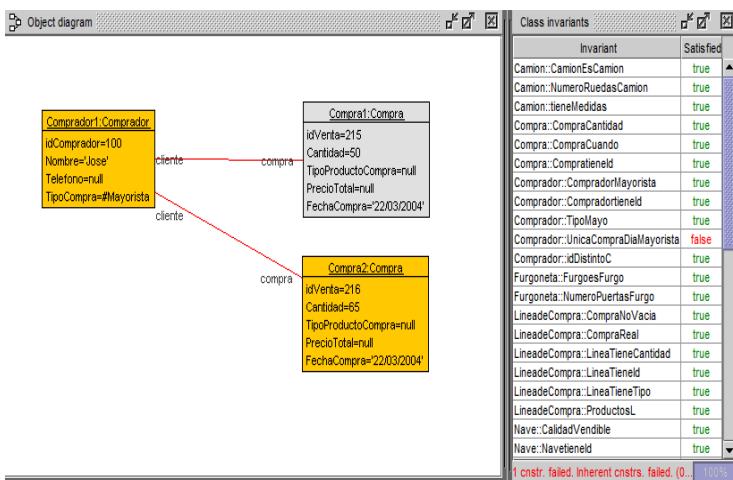 Object diagram
Comprador1:Comprador
idComprador=100
Nombre='Jose'
Telefono=null
TipoCompra=#Mayorista
cliente
compra
Compra1:Compra
idVenta=215
Cantidad=50
TipoProductoCompra=null
PrecioTotal=null
FechaCompra='22/03/2004'
cliente
compra
Compra2:Compra
idVenta=216
Cantidad=65
TipoProductoCompra=null
PrecioTotal=null
FechaCompra='22/03/2004'
Class invariants
Invariant Satisfied
Camion::CamionEsCamion true
Camion::NumeroRuedasCamion true
Camion::tieneMedidas true
Compra::CompraCantidad true
Compra::CompraCuando true
Compra::CompratieneId true
Comprador::CompradorMayorista true
Comprador::CompradortieneId true
Comprador::TipoMayo true
Comprador::UnicaCompraDiaMayorista false
Comprador::idDistintoC true
Furgoneta::FurgoesFurgo true
Furgoneta::NumeroPuertasFurgo true
LineadeCompra::CompraNoVacia true
LineadeCompra::CompraReal true
LineadeCompra::LineaTieneCantidad true
LineadeCompra::LineaTieneId true
LineadeCompra::LineaTieneTipo true
LineadeCompra::ProductosL true
Nave::CalidadVendible true
Nave::NavetieneId true
1 cnstr. failed. Inherent cnstrs. failed. (0... 100%